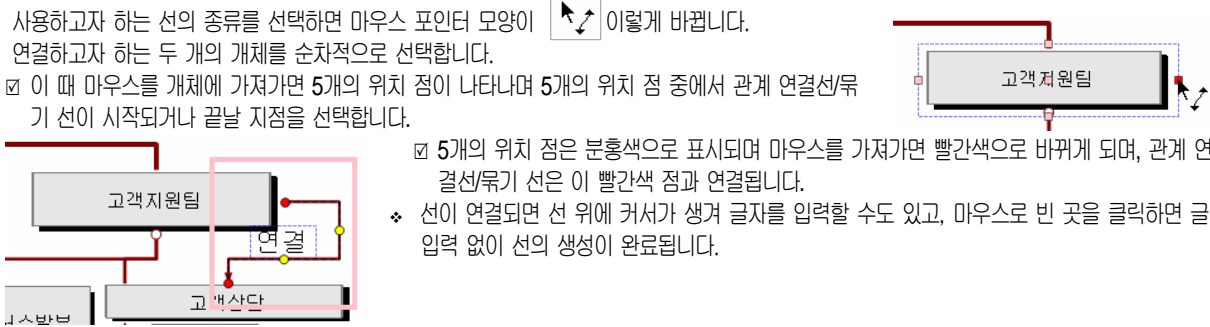 사용하고자 하는 선의 종류를 선택하면 마우스 포인터 모양이 이렇게 바뀝니다.
연결하고자 하는 두 개의 개체를 순차적으로 선택합니다.
☑ 이 때 마우스를 개체에 가져가면 5개의 위치 점이 나타나며 5개의 위치 점 중에서 관계 연결선/묶
기 선이 시작되거나 끝날 지점을 선택합니다.
고객지원팀
☑ 5개의 위치 점은 분홍색으로 표시되며 마우스를 가져가면 빨간색으로 바뀌게 되며, 관계 연
결선/묶기 선은 이 빨간색 점과 연결됩니다.
❖ 선이 연결되면 선 위에 커서가 생겨 글자를 입력할 수도 있고, 마우스로 빈 곳을 클릭하면 글
입력 없이 선의 생성이 완료됩니다.
고객지원팀
연결
고객상담